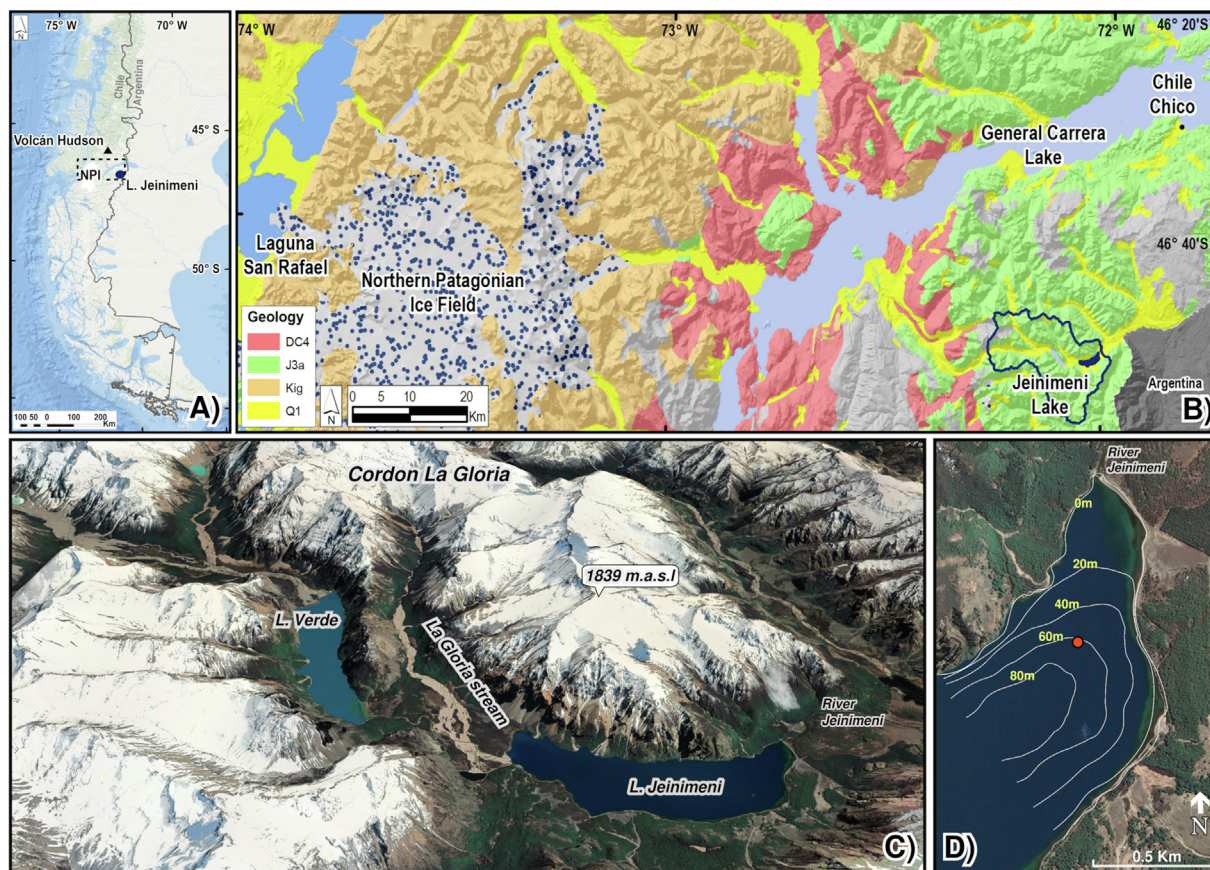 75° W
70° W
N
Chile
Argentina
45°S
Volcán Hudson
NPI
L. Jeinimeni
50°S
100 50 0 100 200
Km
A)
74° W
73° W
72° W
46° 20'S
Chile
Chico
General Carrera
Lake
46° 40'S
Laguna
San Rafael
Northern Patagonian
Ice Field
Geology
DC4
J3a
Kig
Q1
N
0 5 10 20
Km
Jeinimeni
Lake
Argentina
B)
Cordon La Gloria
1839 m.a.s.l
L. Verde
La Gloria stream
River
Jeinimeni
L. Jeinimeni
C)
River
Jeinimeni
0m
20m
40m
60m
80m
N
0.5 Km
D)